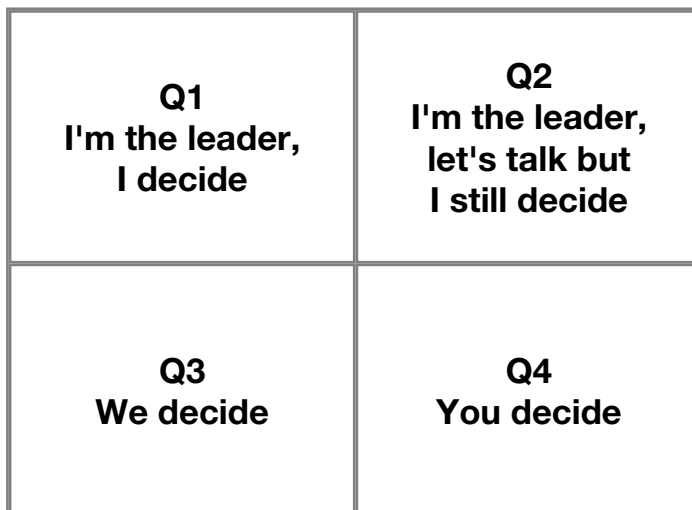 Q1
I'm the leader,
I decide
Q2
I'm the leader,
let's talk but
I still decide
Q3
We decide
Q4
You decide